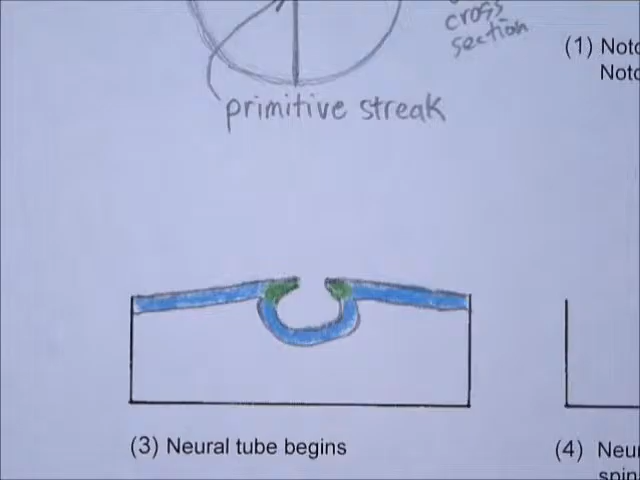 cross
section
(1) Noto
Noto
primitive streak
(3) Neural tube begins
(4) Neur
spin